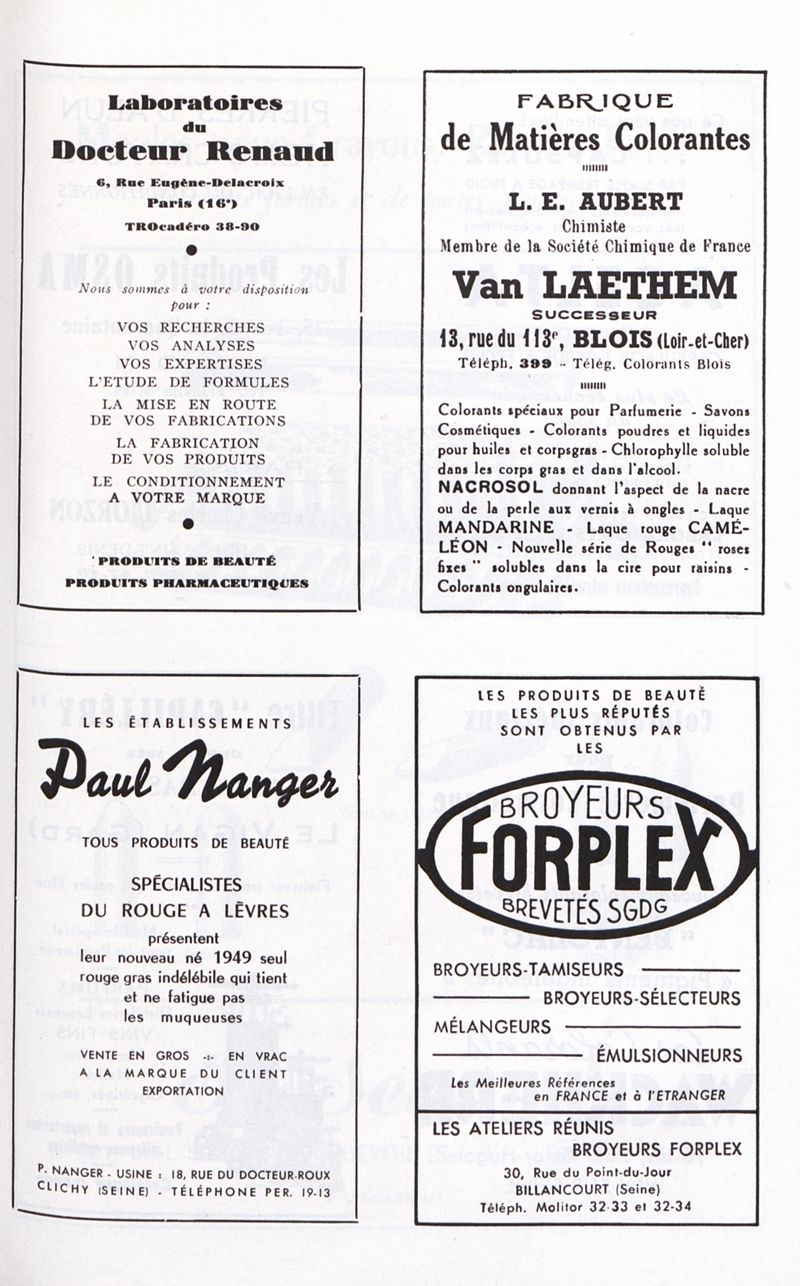 Laboratoires
du
Docteur Renaud
6, Rue Eugène-Delacroix
Paris (16e)
TROcadéro 38-90
Nous sommes à votre disposition
pour :
VOS RECHERCHES
VOS ANALYSES
VOS EXPERTISES
L'ETUDE DE FORMULES
LA MISE EN ROUTE
DE VOS FABRICATIONS
LA FABRICATION
DE VOS PRODUITS
LE CONDITIONNEMENT
A VOTRE MARQUE
PRODUITS DE BEAUTÉ
PRODUITS PHARMACEUTIQUES
FABRIQUE
de Matières Colorantes
L. E. AUBERT
Chimiste
Membre de la Société Chimique de France
Van LAETHEM
SUCCESSEUR
13, rue du 113e, BLOIS (Loir-et-Cher)
Téléph. 399 - Télég. Colorants Blois
Colorants spéciaux pour Parfumerie - Savons
Cosmétiques - Colorants poudres et liquides
pour huiles et corpsgras - Chlorophylle soluble
dans les corps gras et dans l'alcool.
NACROSOL donnant l'aspect de la nacre
ou de la perle aux vernis à ongles - Laque
MANDARINE - Laque rouge CAMÉ-
LÉON - Nouvelle série de Rouges " roses
fixes " solubles dans la cire pour raisins -
Colorants ongulaires.
LES ÉTABLISSEMENTS
Paul Nanger
TOUS PRODUITS DE BEAUTÉ
SPÉCIALISTES
DU ROUGE A LÈVRES
présentent
leur nouveau né 1949 seul
rouge gras indélébile qui tient
et ne fatigue pas
les muqueuses
VENTE EN GROS -:- EN VRAC
A LA MARQUE DU CLIENT
EXPORTATION
P. NANGER - USINE : 18, RUE DU DOCTEUR-ROUX
CLICHY (SEINE) - TÉLÉPHONE PER. 19-13
LES PRODUITS DE BEAUTÉ
LES PLUS RÉPUTÉS
SONT OBTENUS PAR
LES
BROYEURS
FORPLEX
BREVETÉS SGDG
BROYEURS-TAMISEURS
BROYEURS-SÉLECTEURS
MÉLANGEURS
ÉMULSIONNEURS
Les Meilleures Références
en FRANCE et à l'ETRANGER
LES ATELIERS RÉUNIS
BROYEURS FORPLEX
30, Rue du Point-du-Jour
BILLANCOURT (Seine)
Téléph. Molitor 32-33 et 32-34